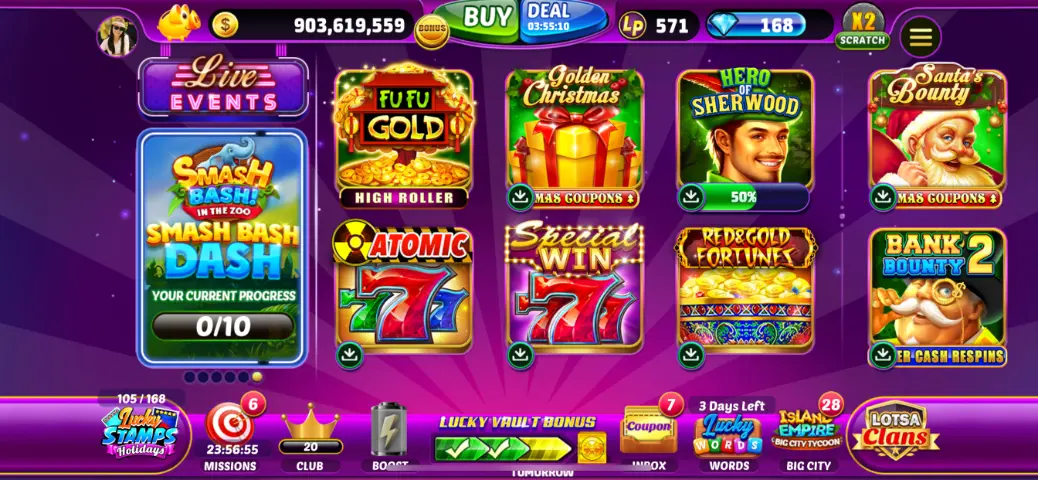 903,619,559
BONUS
BUY
DEAL
03:55:10
LP
571
168
X2
SCRATCH
Live
EVENTS
SMASH
BASH!
IN THE ZOO
SMASH BASH
DASH
YOUR CURRENT PROGRESS
0/10
FU FU
GOLD
HIGH ROLLER
Golden
Christmas
MAS COUPONS
HERO
OF
SHERWOOD
50%
Santa's
Bounty
MAS COUPONS
ATOMIC
777
Special
WIN
777
RED&GOLD
FORTUNES
BANK
BOUNTY 2
ER CASH RESPINS
105 / 168
Lucky
STAMPS
Holidays
6
23:56:55
MISSIONS
20
CLUB
BOOST
LUCKY VAULT BONUS
TOMORROW
7
Coupon
INBOX
3 Days Left
Lucky
WORDS
WORDS
28
ISLAND
EMPIRE
BIG CITY TYCOON
BIG CITY
LOTSA
Clans